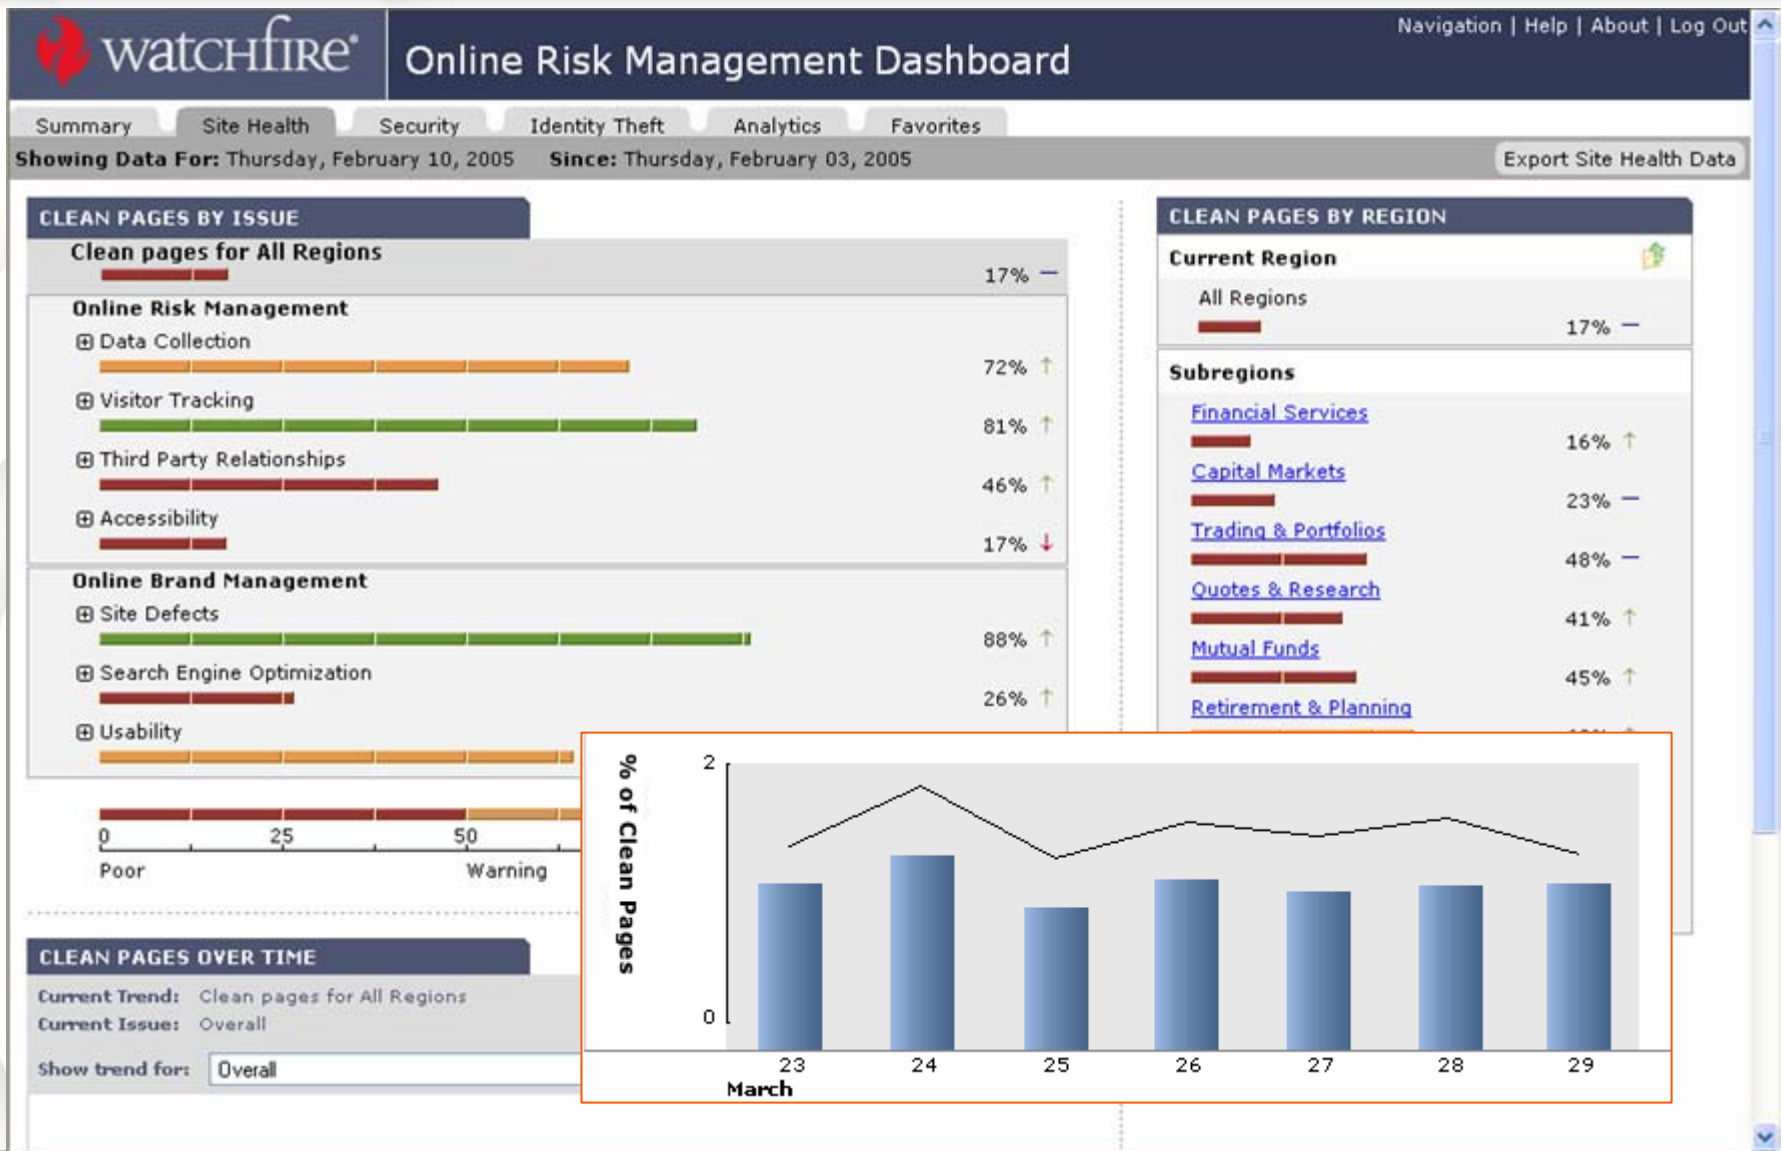 watchfire®
Online Risk Management Dashboard
Navigation | Help | About | Log Out
Summary Site Health Security Identity Theft Analytics Favorites
Showing Data For: Thursday, February 10, 2005 Since: Thursday, February 03, 2005
Export Site Health Data
CLEAN PAGES BY ISSUE
Clean pages for All Regions
17%
Online Risk Management
Data Collection
72%
Visitor Tracking
81%
Third Party Relationships
46%
Accessibility
17%
Online Brand Management
Site Defects
88%
Search Engine Optimization
26%
Usability
0 25 50
Poor Warning
CLEAN PAGES BY REGION
Current Region
All Regions
17%
Subregions
Financial Services
16%
Capital Markets
23%
Trading & Portfolios
48%
Quotes & Research
41%
Mutual Funds
45%
Retirement & Planning
CLEAN PAGES OVER TIME
Current Trend: Clean pages for All Regions
Current Issue: Overall
Show trend for: Overall
% of Clean Pages
2
0
23 24 25 26 27 28 29
March